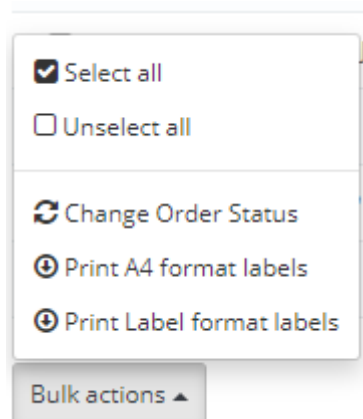 Select all
Unselect all
Change Order Status
Print A4 format labels
Print Label format labels
Bulk actions